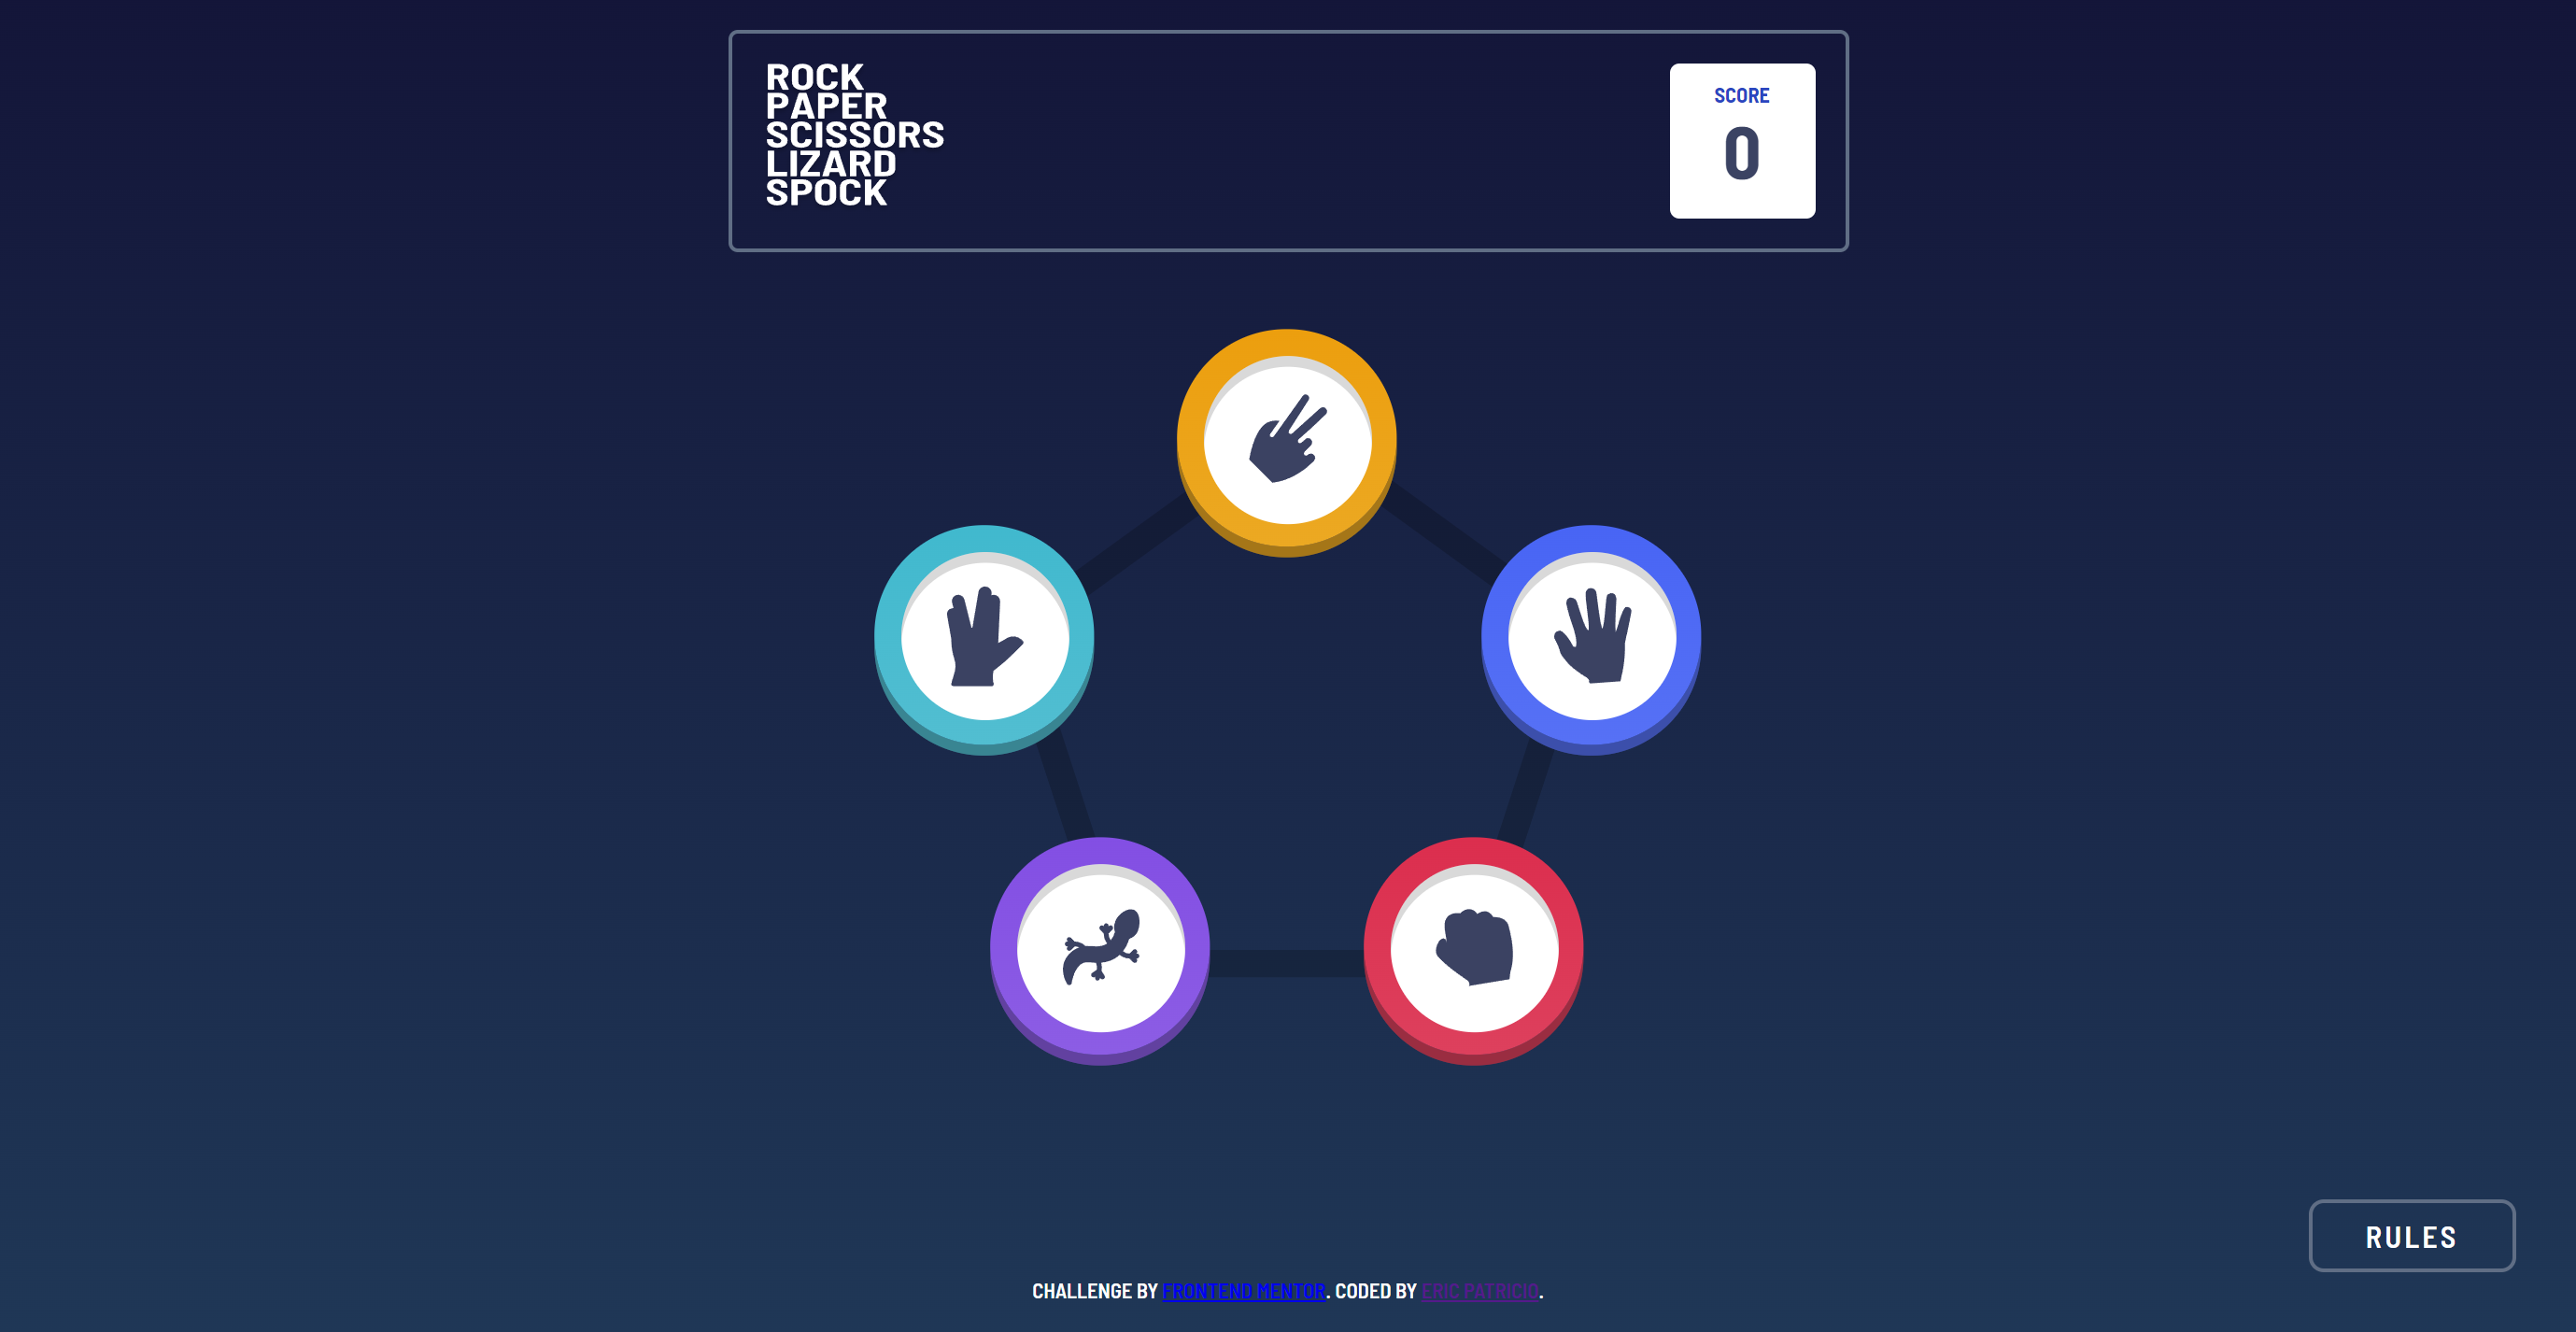 ROCK
PAPER
SCISSORS
LIZARD
SPOCK
SCORE
0
RULES
CHALLENGE BY FRONTEND MENTOR. CODED BY ERIC PATRICIO.